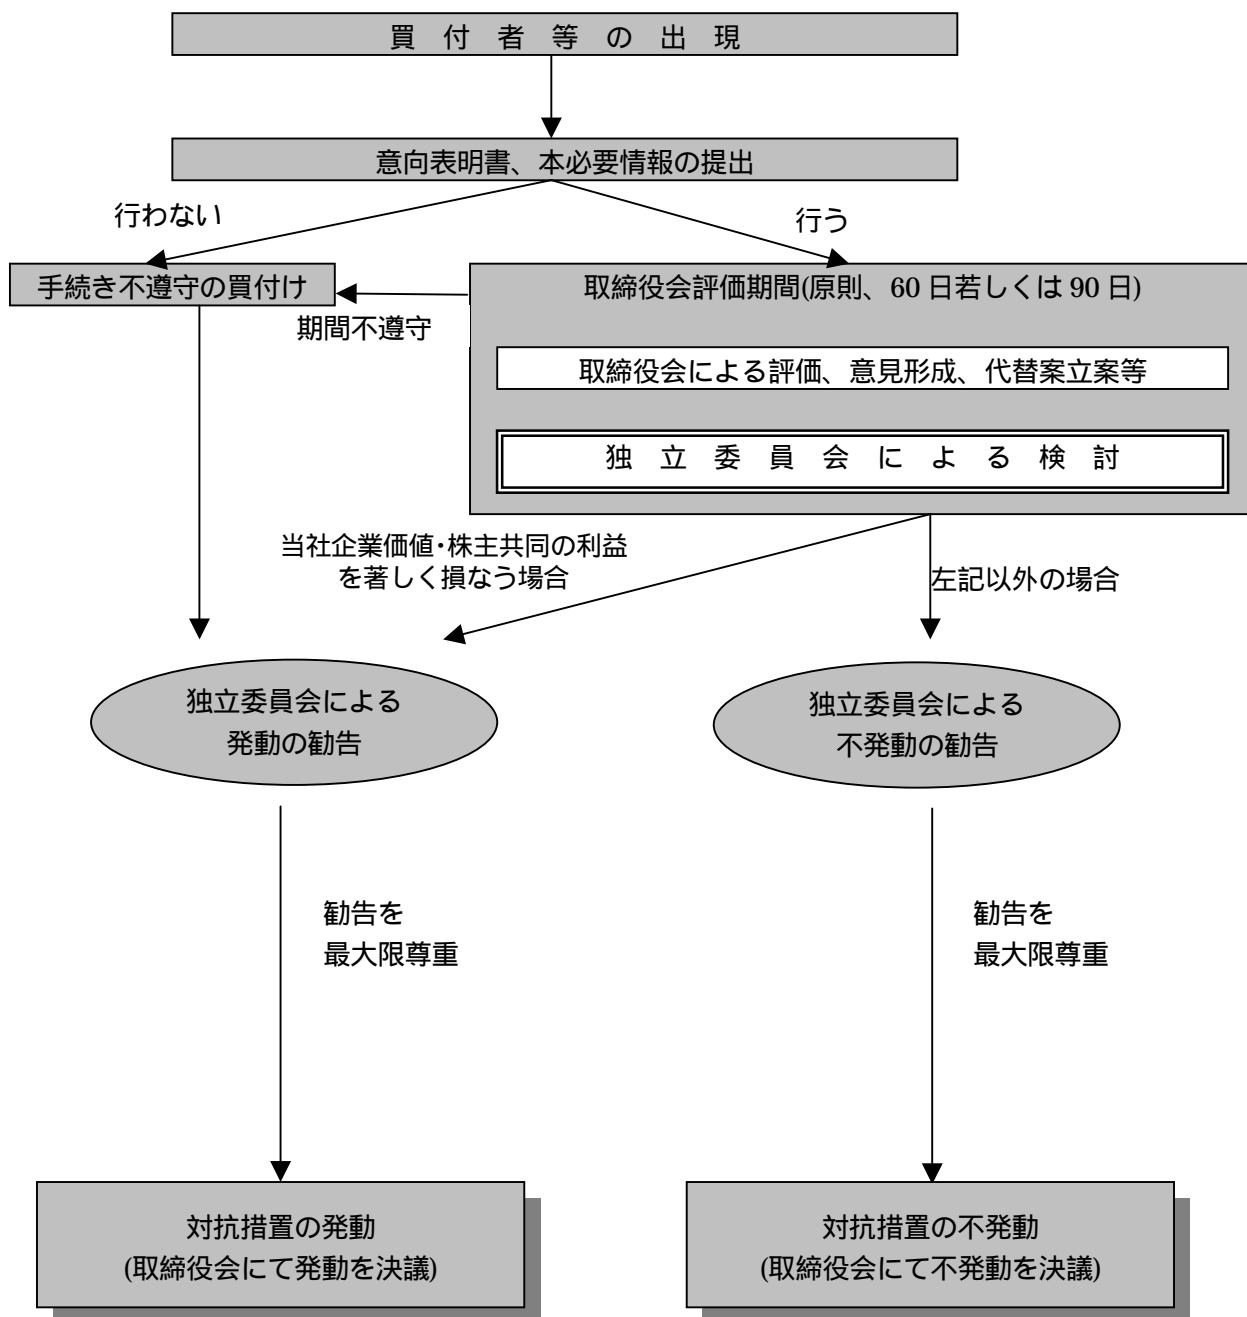 買付者等の出現
意向表明書、本必要情報の提出
行わない
行う
手続き不遵守の買付け
取締役会評価期間(原則、60日若しくは90日)
期間不遵守
取締役会による評価、意見形成、代替案立案等
独立委員会による検討
当社企業価値・株主共同の利益
を著しく損なう場合
左記以外の場合
独立委員会による
発動の勧告
独立委員会による
不発動の勧告
勧告を
最大限尊重
勧告を
最大限尊重
対抗措置の発動
(取締役会にて発動を決議)
対抗措置の不発動
(取締役会にて不発動を決議)